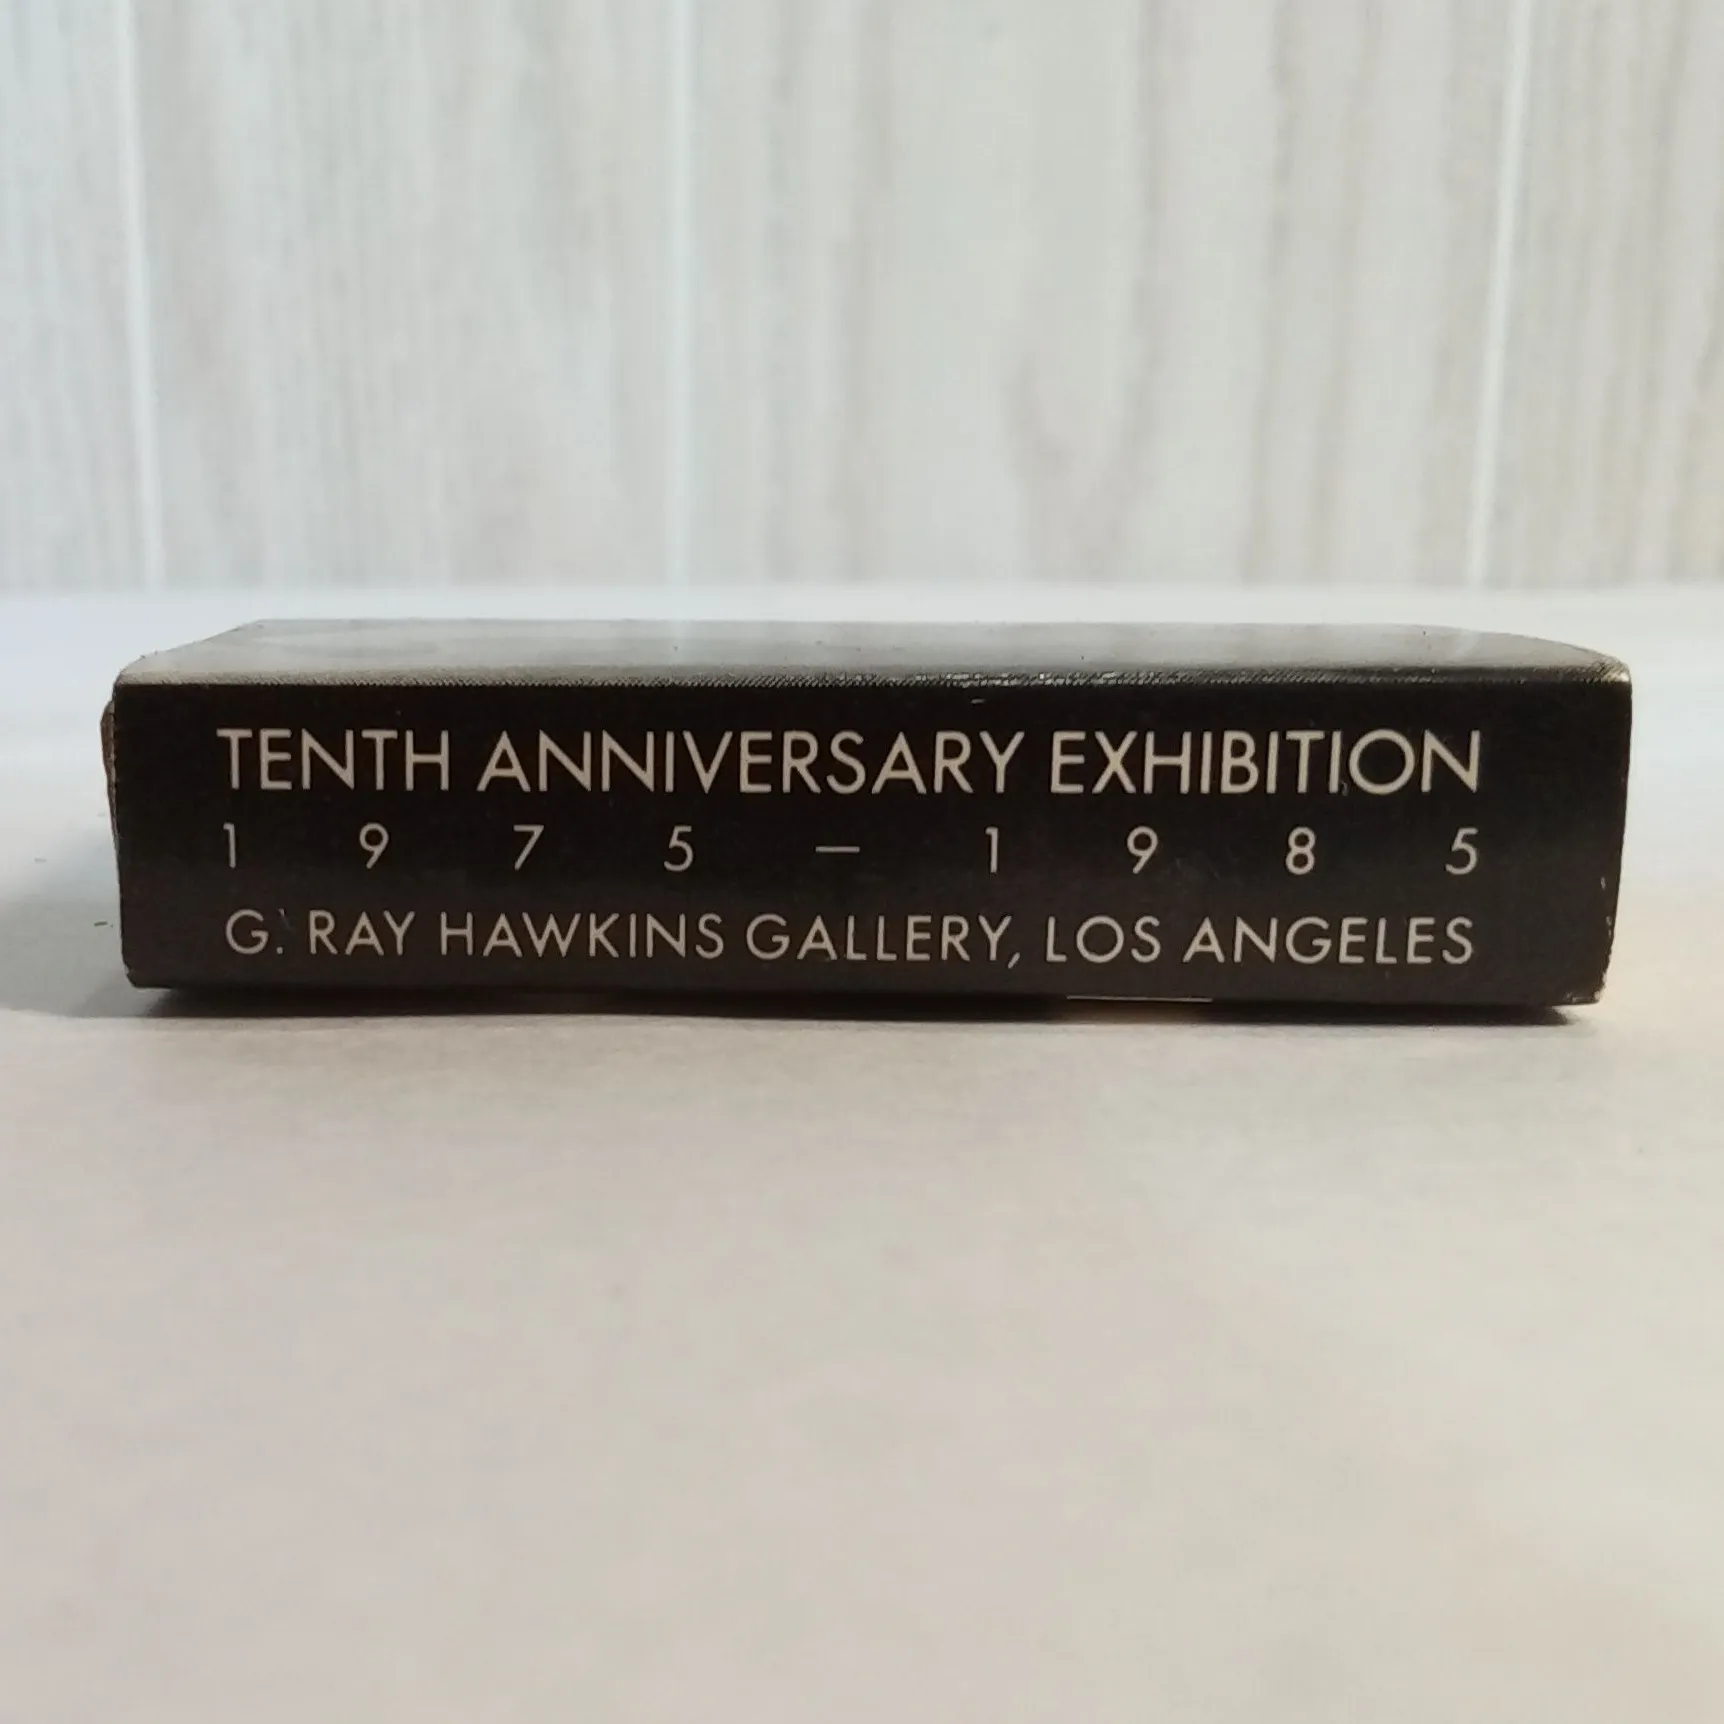 TENTH ANNIVERSARY EXHIBITION
1 9 7 5 – 1 9 8 5
G. RAY HAWKINS GALLERY, LOS ANGELES